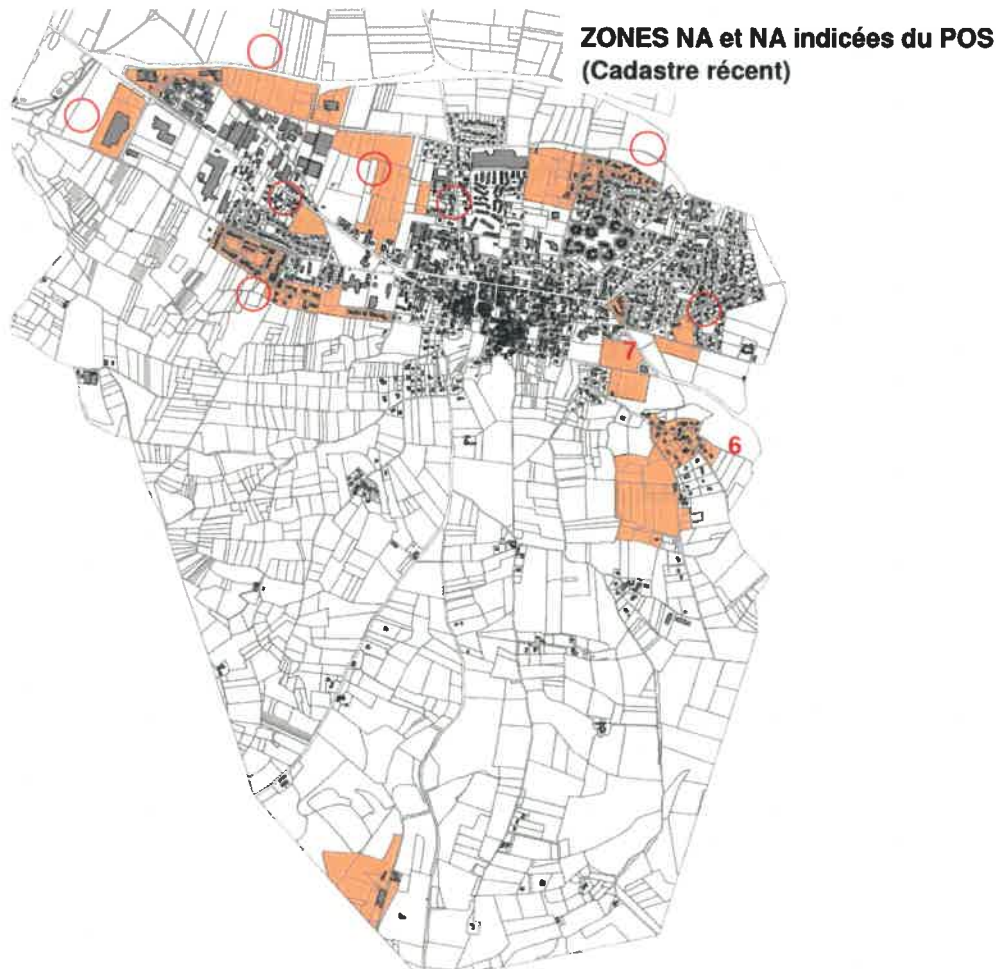 ZONES NA et NA indicées du POS
(Cadastre récent)
7
6